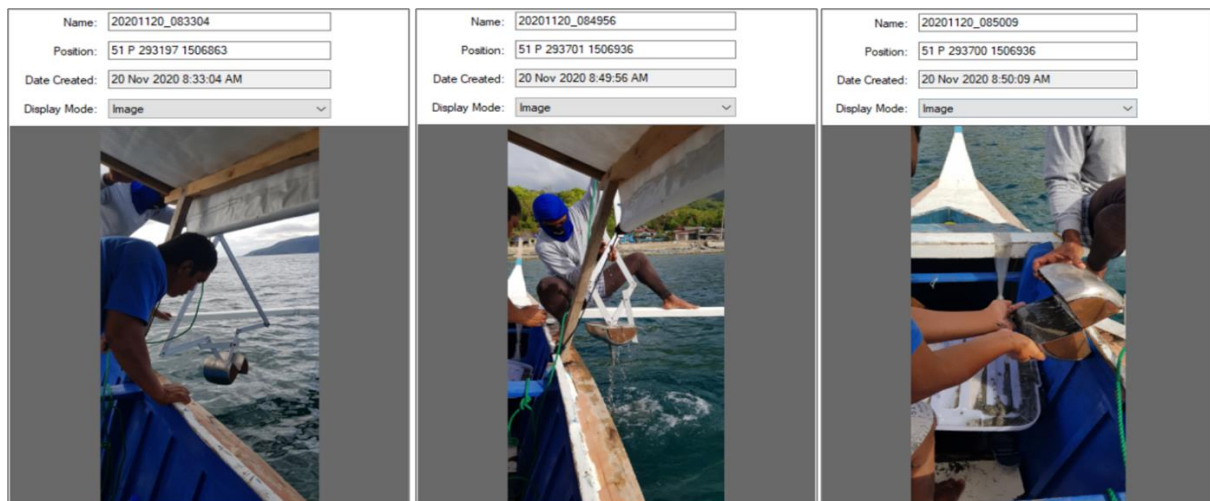 Name: 20201120_083304
Position: 51 P 293197 1506863
Date Created: 20 Nov 2020 8:33:04 AM
Display Mode: Image
Name: 20201120_084956
Position: 51 P 293701 1506936
Date Created: 20 Nov 2020 8:49:56 AM
Display Mode: Image
Name: 20201120_085009
Position: 51 P 293700 1506936
Date Created: 20 Nov 2020 8:50:09 AM
Display Mode: Image